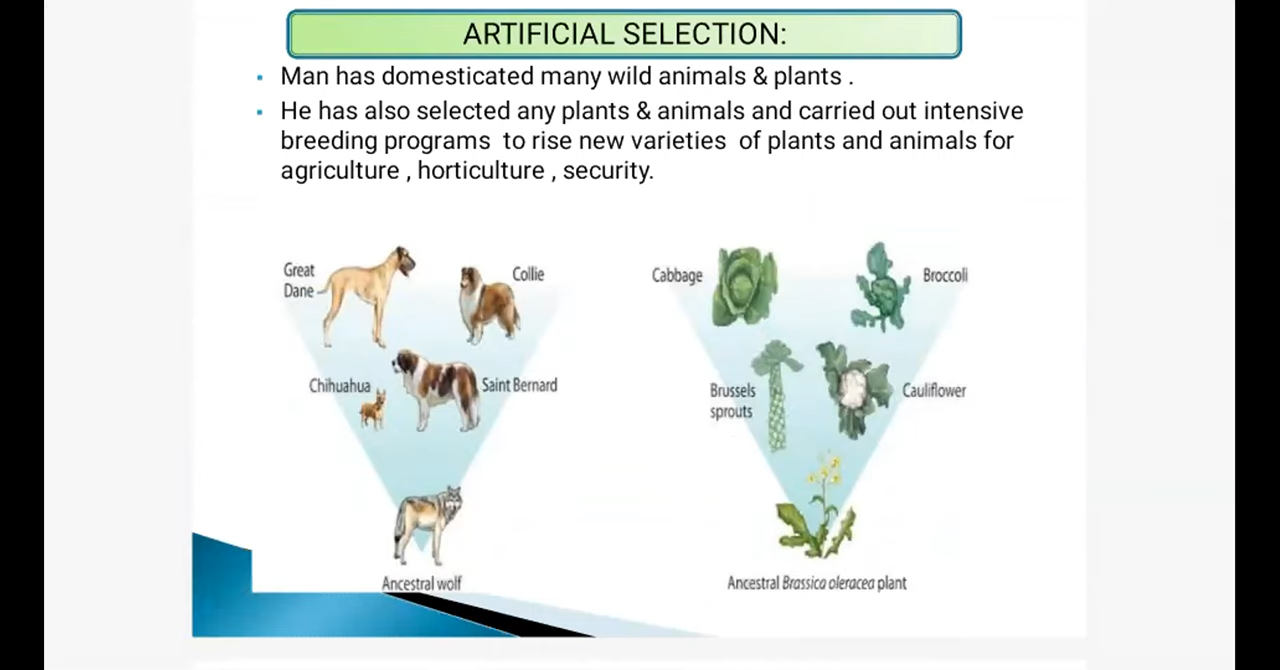 ARTIFICIAL SELECTION:
▪ Man has domesticated many wild animals & plants .
▪ He has also selected any plants & animals and carried out intensive
breeding programs to rise new varieties of plants and animals for
agriculture , horticulture , security.
Great
Dane
Collie
Chihuahua
Saint Bernard
Ancestral wolf
Cabbage
Broccoli
Brussels
sprouts
Cauliflower
Ancestral Brassica oleracea plant